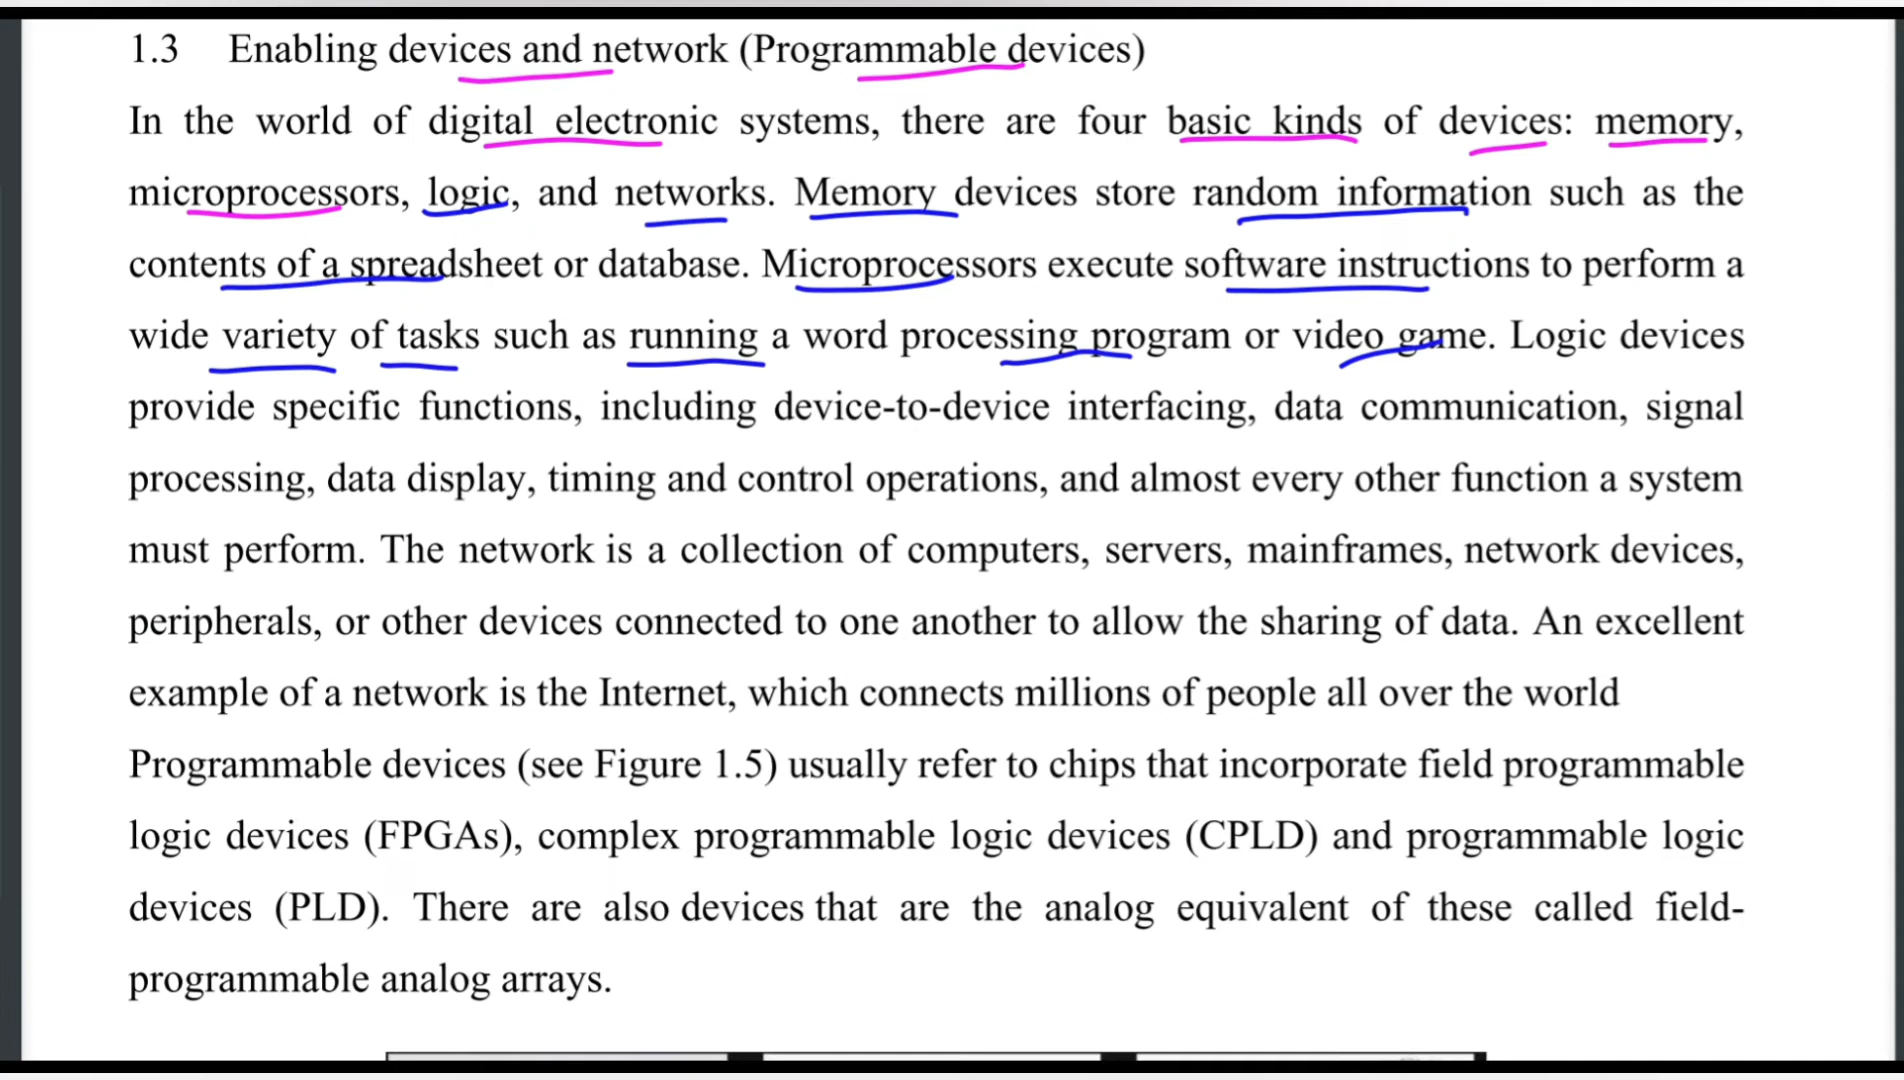 1.3 Enabling devices and network (Programmable devices)
In the world of digital electronic systems, there are four basic kinds of devices: memory,
microprocessors, logic, and networks. Memory devices store random information such as the
contents of a spreadsheet or database. Microprocessors execute software instructions to perform a
wide variety of tasks such as running a word processing program or video game. Logic devices
provide specific functions, including device-to-device interfacing, data communication, signal
processing, data display, timing and control operations, and almost every other function a system
must perform. The network is a collection of computers, servers, mainframes, network devices,
peripherals, or other devices connected to one another to allow the sharing of data. An excellent
example of a network is the Internet, which connects millions of people all over the world
Programmable devices (see Figure 1.5) usually refer to chips that incorporate field programmable
logic devices (FPGAs), complex programmable logic devices (CPLD) and programmable logic
devices (PLD). There are also devices that are the analog equivalent of these called field-
programmable analog arrays.